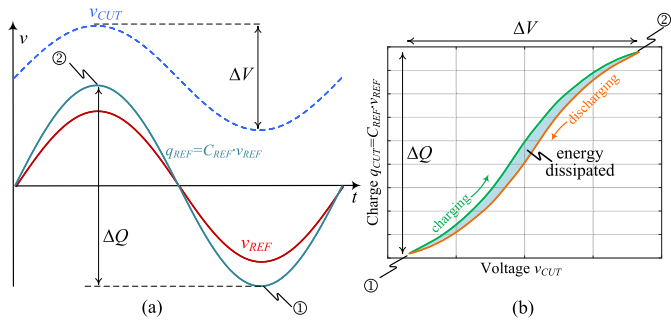 v
v_CUT
②
ΔV
q_REF=C_REF·v_REF
t
ΔQ
v_REF
①
(a)
ΔV
②
Charge q_CUT=C_REF·v_REF
ΔQ
charging
discharging
energy
dissipated
①
Voltage v_CUT
(b)